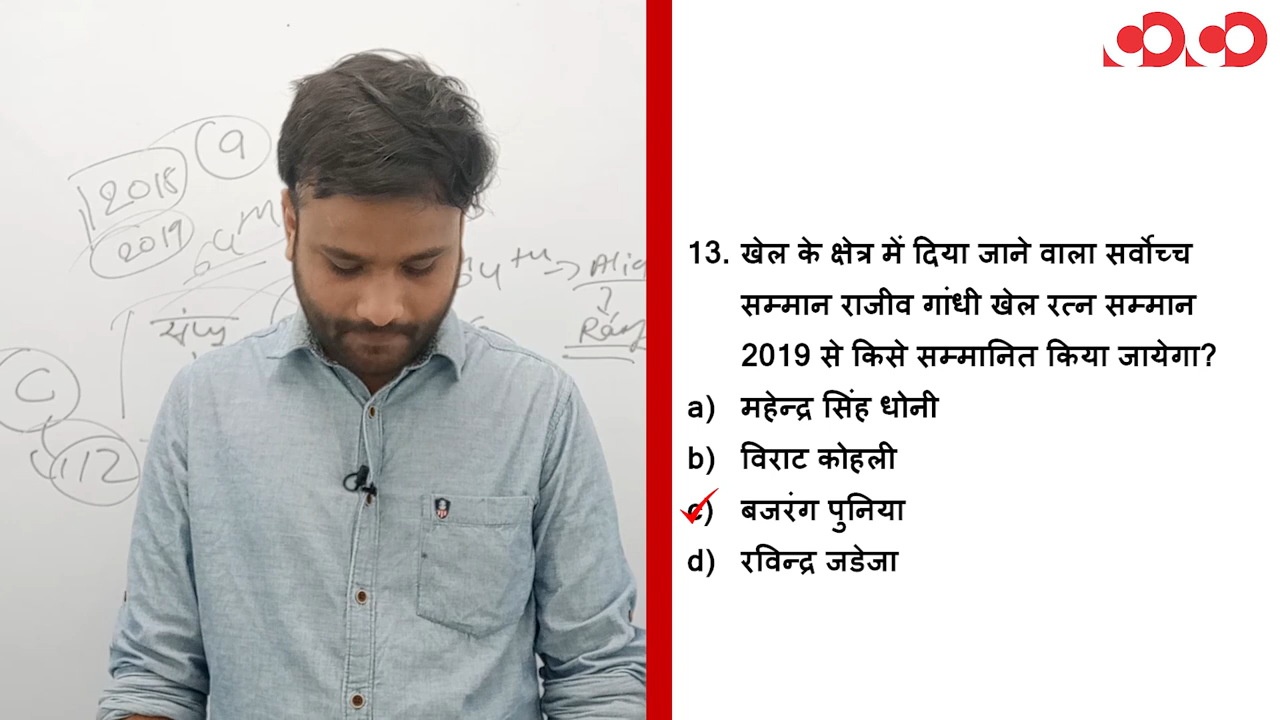 9
2018
2019
C
112
13. खेल के क्षेत्र में दिया जाने वाला सर्वोच्च
सम्मान राजीव गांधी खेल रत्न सम्मान
2019 से किसे सम्मानित किया जायेगा?
a) महेन्द्र सिंह धोनी
b) विराट कोहली
c) बजरंग पुनिया
d) रविन्द्र जडेजा